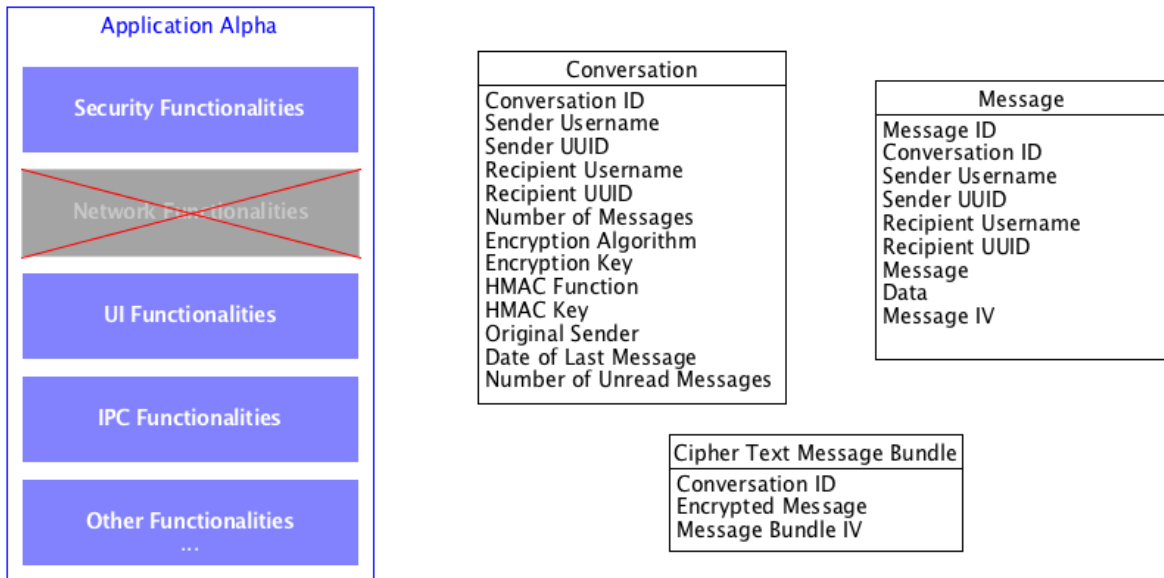 Application Alpha
Security Functionalities
Network Functionalities
UI Functionalities
IPC Functionalities
Other Functionalities
...
Conversation
Conversation ID
Sender Username
Sender UUID
Recipient Username
Recipient UUID
Number of Messages
Encryption Algorithm
Encryption Key
HMAC Function
HMAC Key
Original Sender
Date of Last Message
Number of Unread Messages
Message
Message ID
Conversation ID
Sender Username
Sender UUID
Recipient Username
Recipient UUID
Message
Data
Message IV
Cipher Text Message Bundle
Conversation ID
Encrypted Message
Message Bundle IV